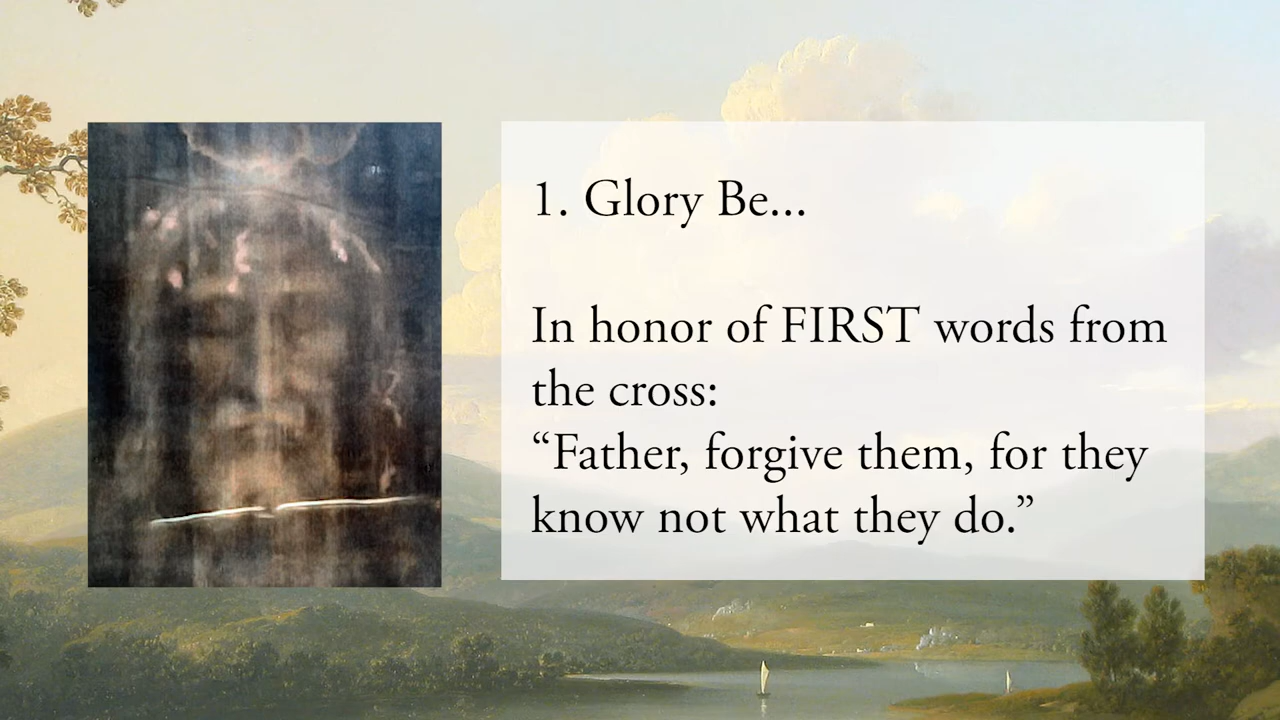 1. Glory Be...
In honor of FIRST words from
the cross:
“Father, forgive them, for they
know not what they do.”